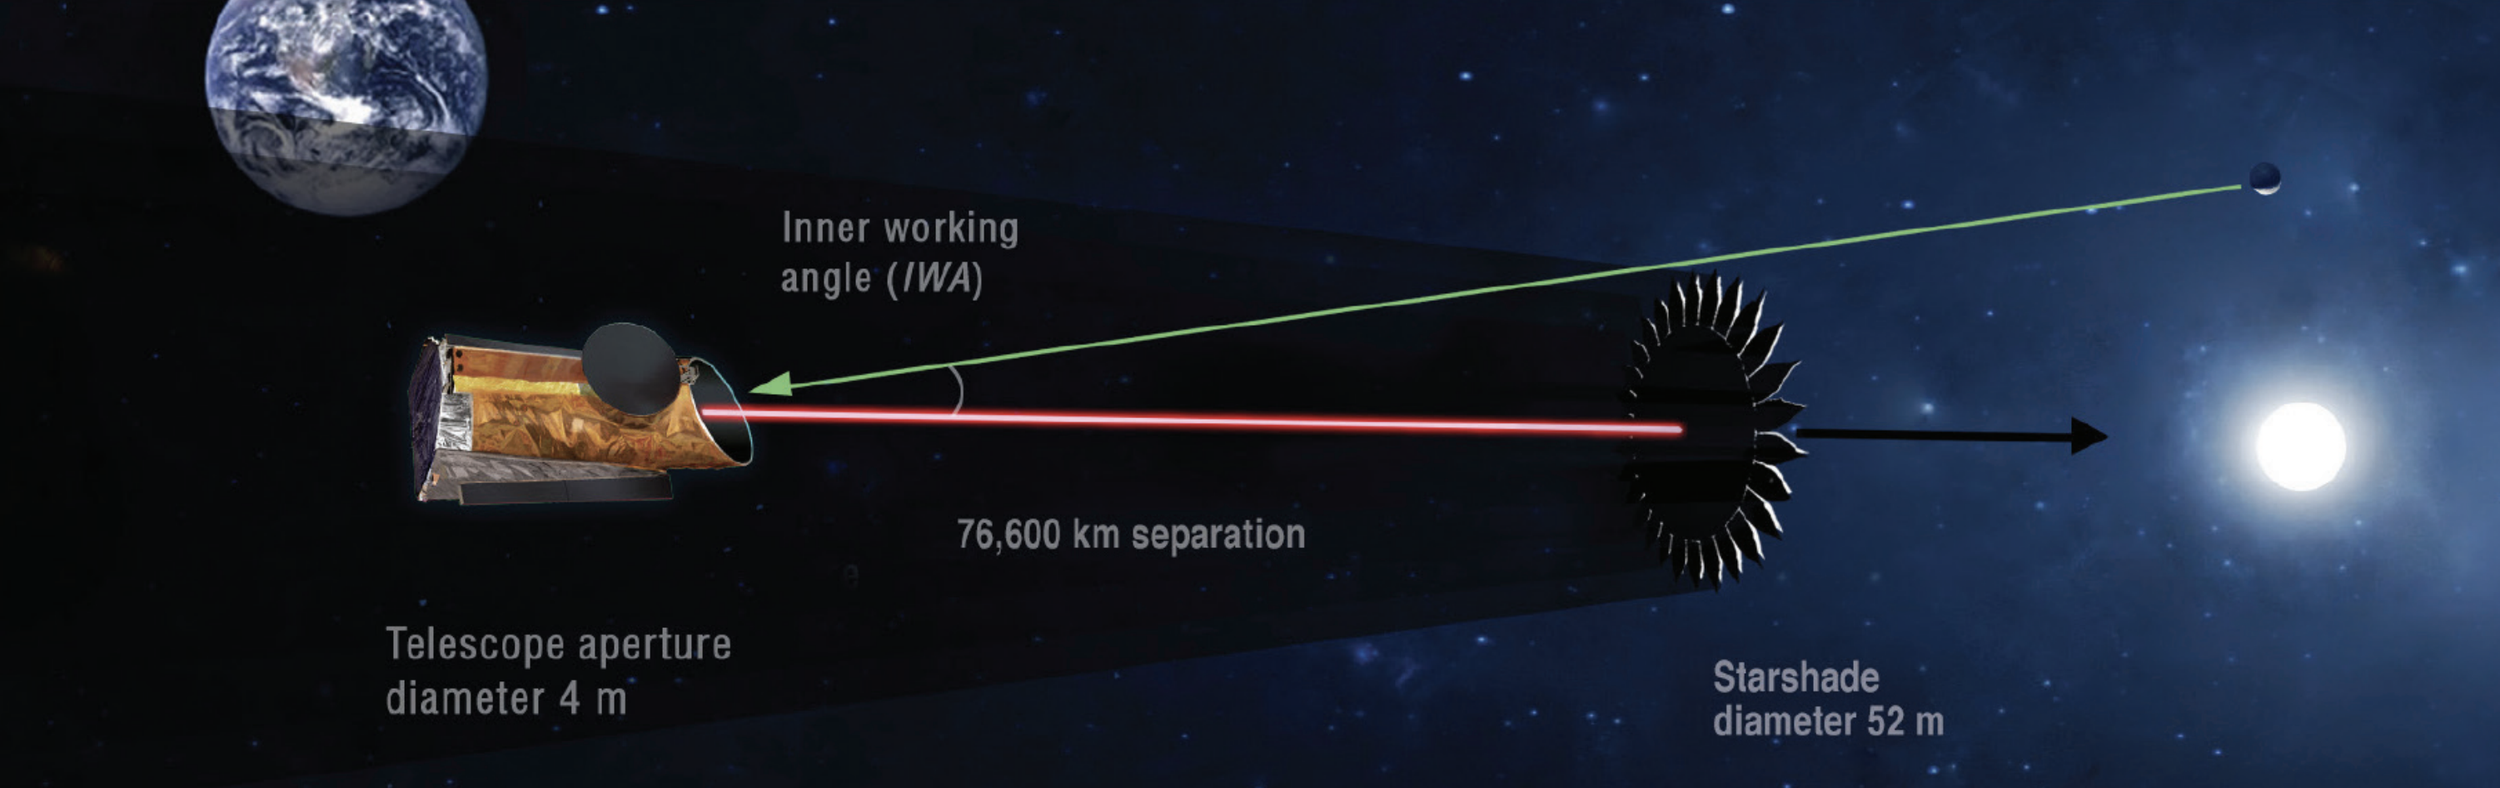 Inner working
angle (IWA)
76,600 km separation
Telescope aperture
diameter 4 m
Starshade
diameter 52 m